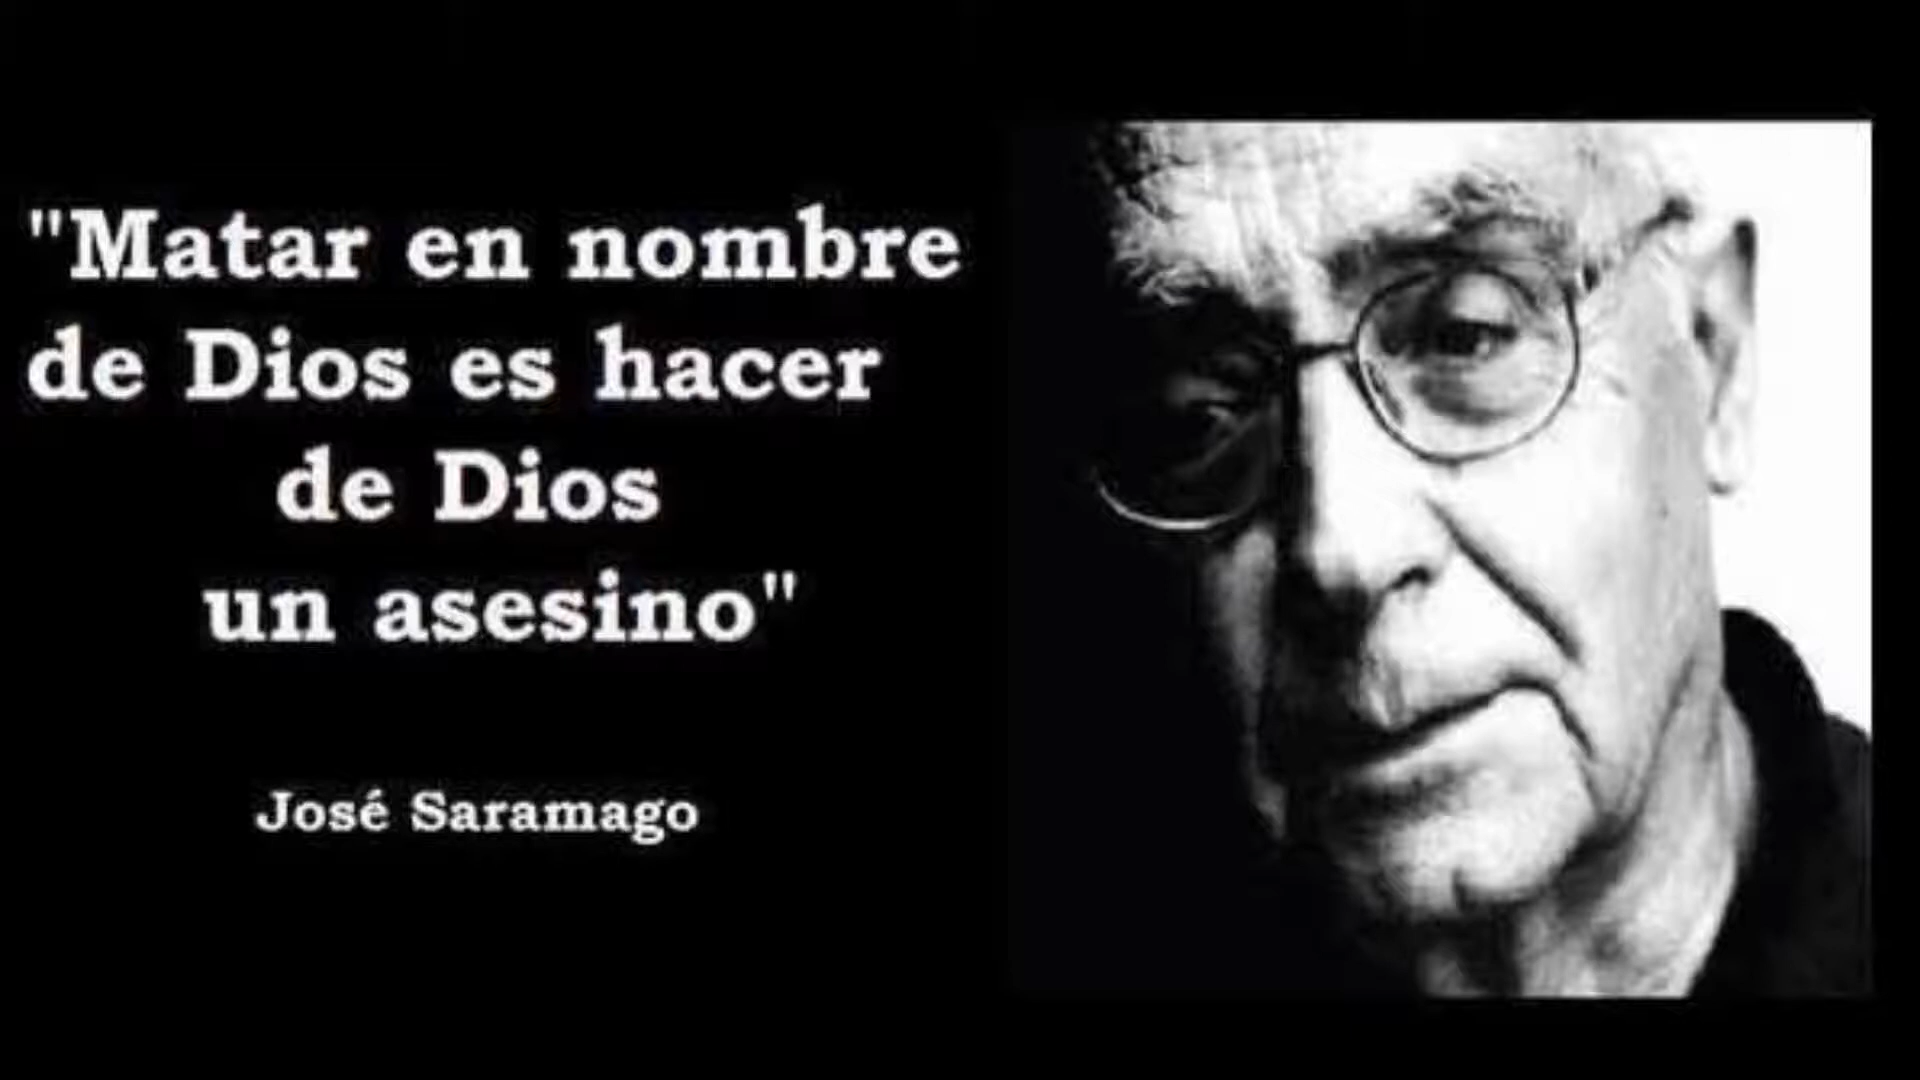 "Matar en nombre
de Dios es hacer
de Dios
un asesino"
José Saramago